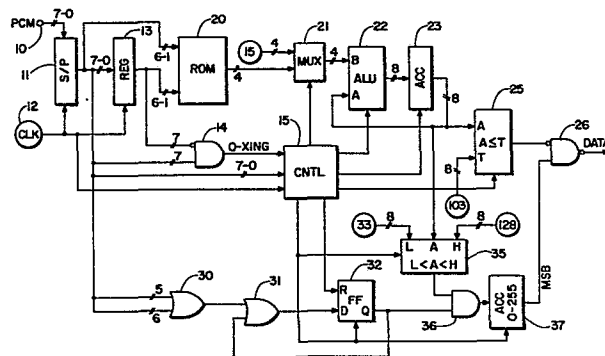 20
21
22
23
PCM 7-0
13
10
11
S/P
7-0
REG
6-1
6-1
ROM
4
15
4
MUX
4
B
ALU
A
8
ACC
8
25
12
CLK
7
7
14
O-XING
7-0
15
CNTL
A
A≤T
T
8
103
26
DATA
33
8
8
128
L A H
L<A<H
35
30
5
6
31
32
R
FF
D Q
36
ACC
0-255
37
MSB